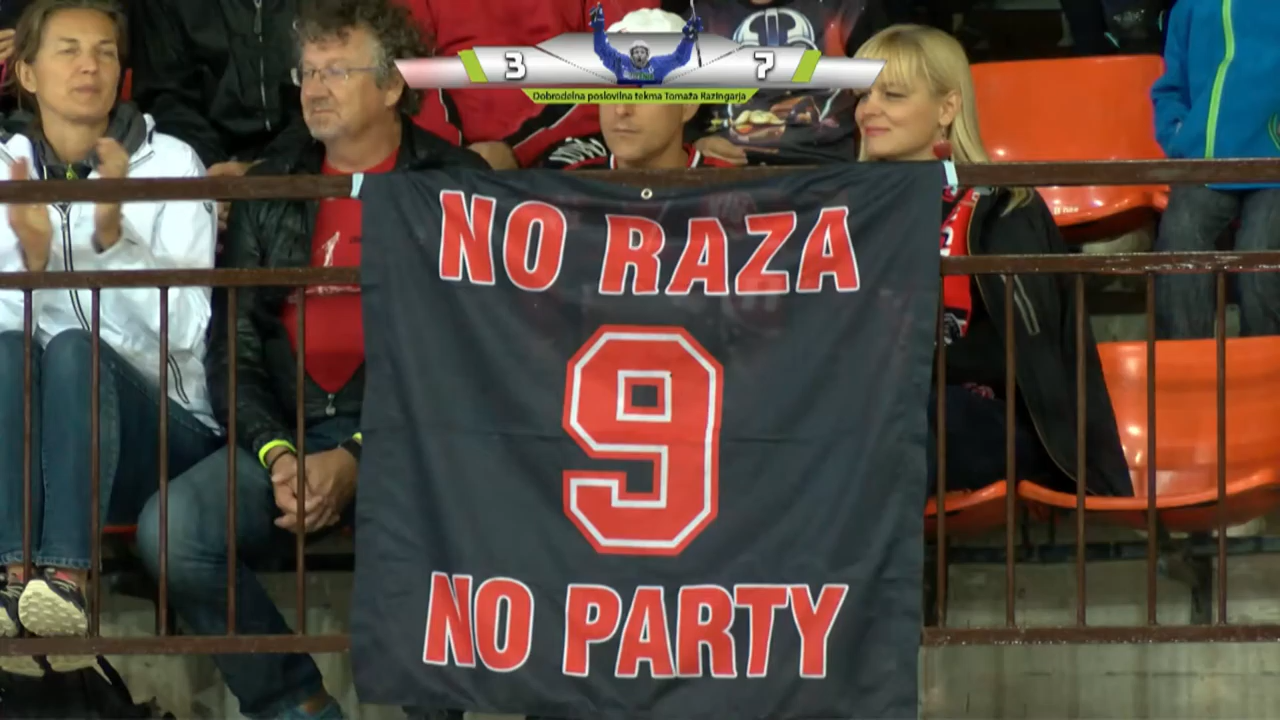 3
7
Dobrodelna poslovilna tekma Tomaža Razingarja
NO RAZA
9
NO PARTY